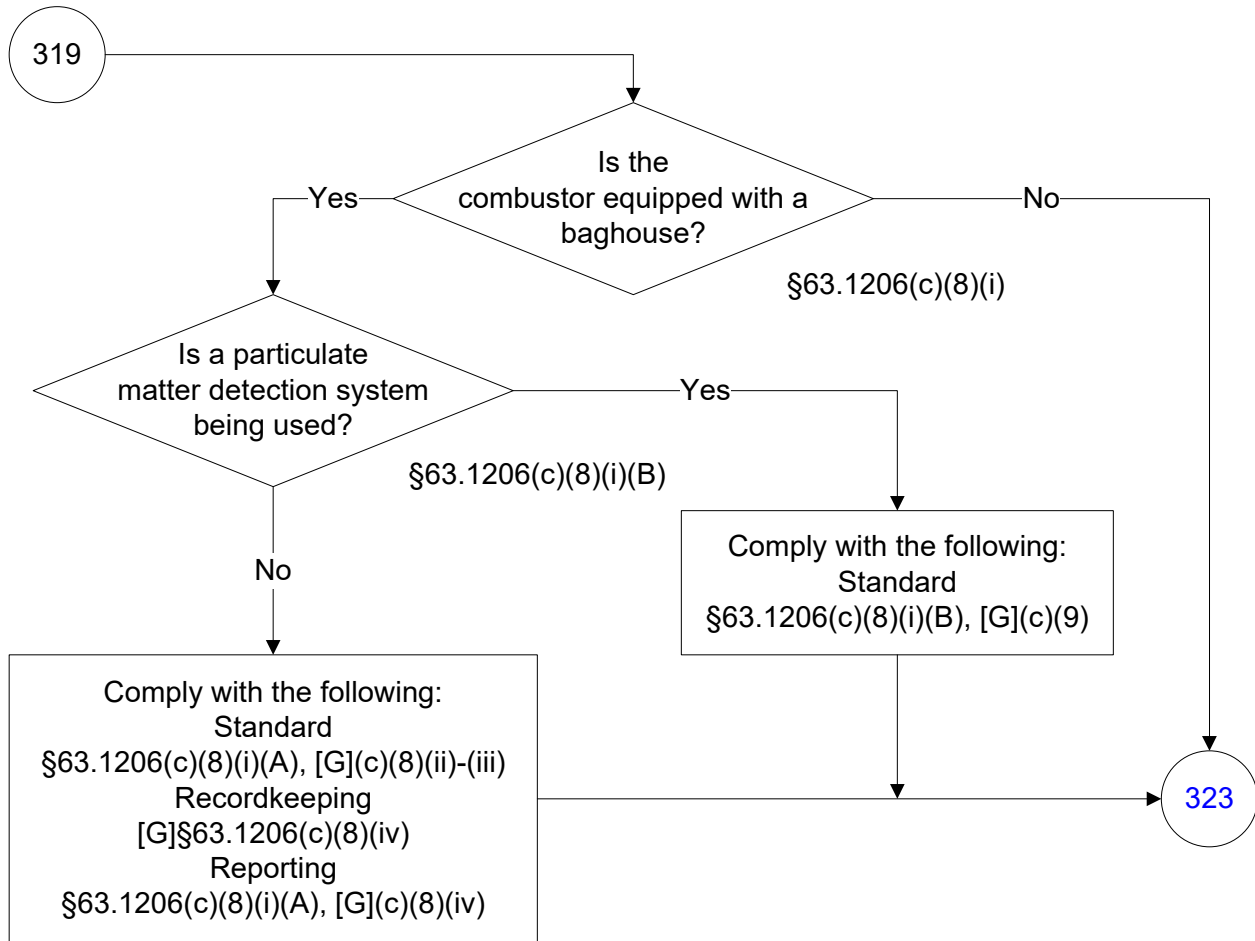 319
Is the
combustor equipped with a
baghouse?
Yes
No
§63.1206(c)(8)(i)
Is a particulate
matter detection system
being used?
Yes
§63.1206(c)(8)(i)(B)
No
Comply with the following:
Standard
§63.1206(c)(8)(i)(B), [G](c)(9)
Comply with the following:
Standard
§63.1206(c)(8)(i)(A), [G](c)(8)(ii)-(iii)
Recordkeeping
[G]§63.1206(c)(8)(iv)
Reporting
§63.1206(c)(8)(i)(A), [G](c)(8)(iv)
323